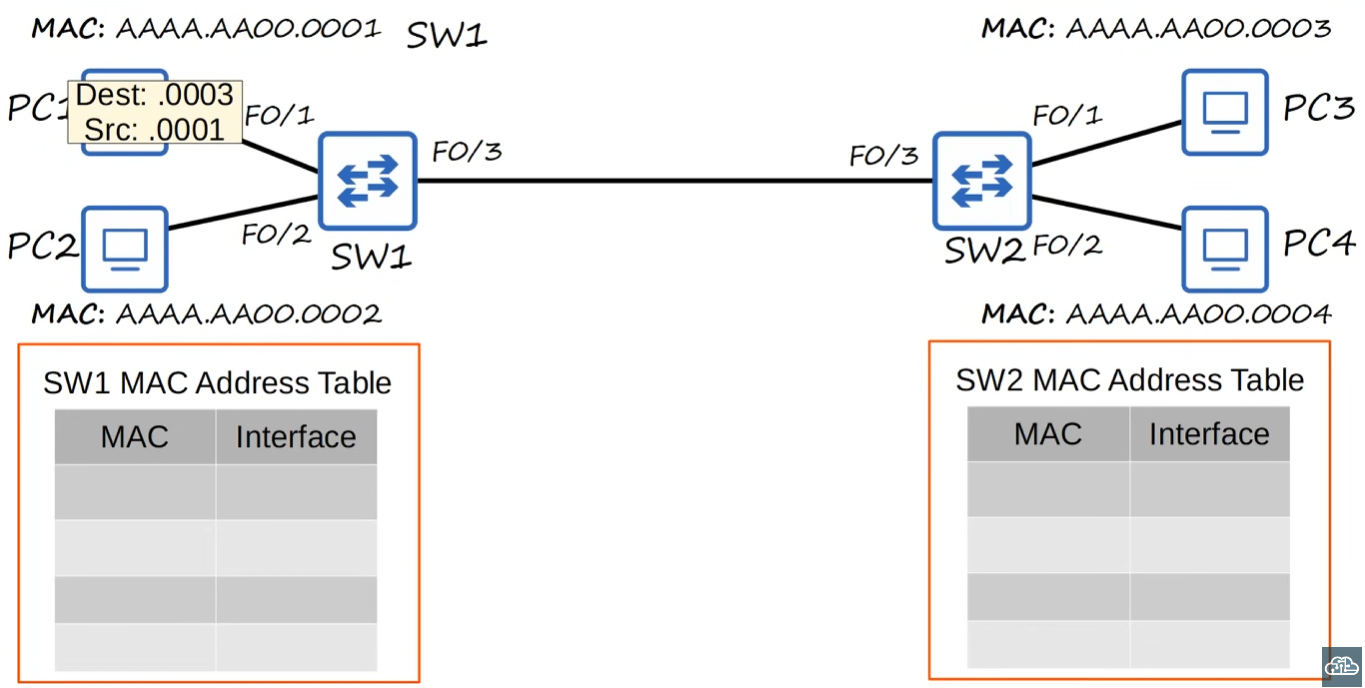 MAC: AAAA.AA00.0001
SW1
MAC: AAAA.AA00.0003
PC1
Dest: .0003
Src: .0001
F0/1
F0/3
F0/3
F0/1
PC3
PC2
F0/2
SW1
SW2
F0/2
PC4
MAC: AAAA.AA00.0002
MAC: AAAA.AA00.0004
SW1 MAC Address Table
MAC Interface
SW2 MAC Address Table
MAC Interface